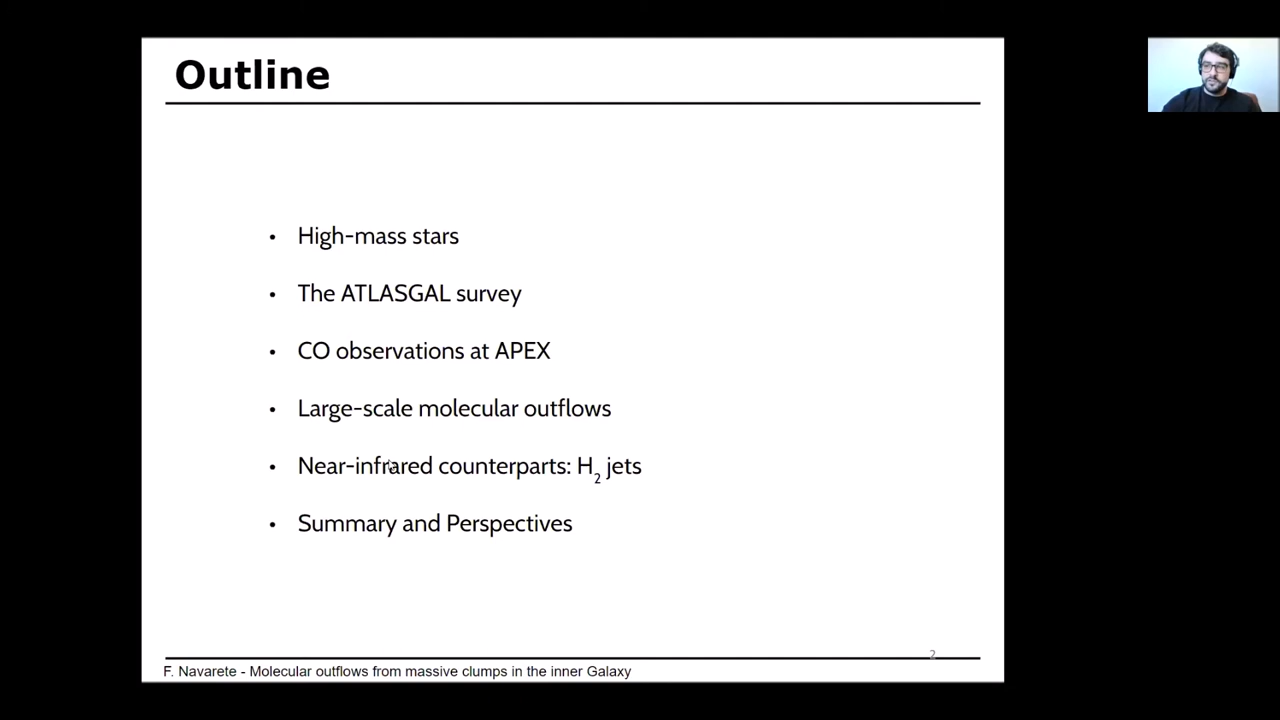 Outline
• High-mass stars
• The ATLASGAL survey
• CO observations at APEX
• Large-scale molecular outflows
• Near-infrared counterparts: H₂ jets
• Summary and Perspectives
2
F. Navarete - Molecular outflows from massive clumps in the inner Galaxy